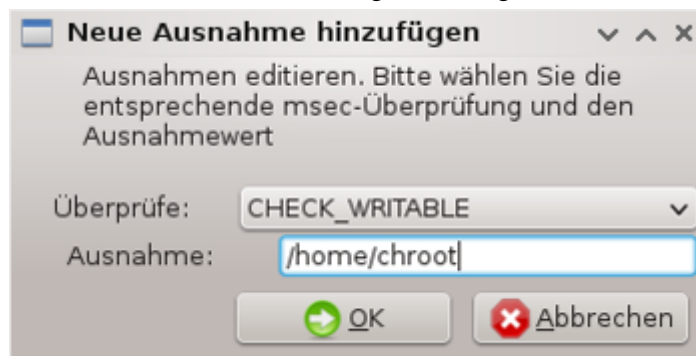 Neue Ausnahme hinzufügen
Ausnahmen editieren. Bitte wählen Sie die
entsprechende msec-Überprüfung und den
Ausnahmewert
Überprüfe: CHECK_WRITABLE
Ausnahme: /home/chroot
OK Abbrechen